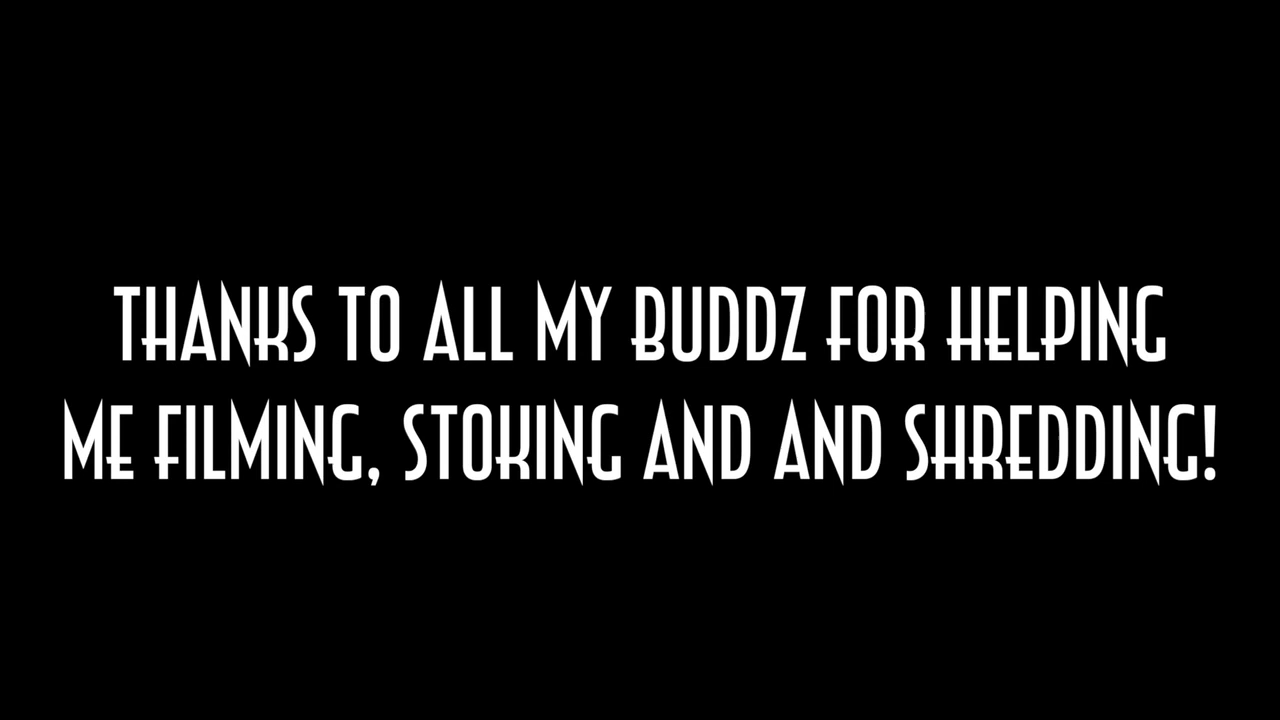 THANKS TO ALL MY BUDDZ FOR HELPING
ME FILMING, STOKING AND AND SHREDDING!